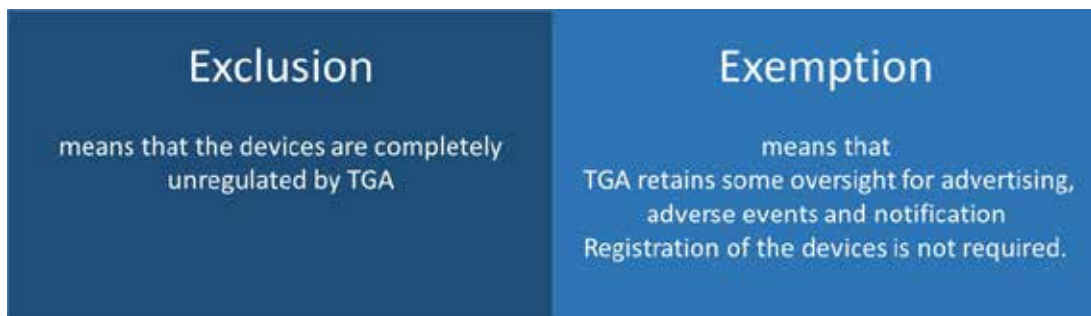 Exclusion
means that the devices are completely
unregulated by TGA
Exemption
means that
TGA retains some oversight for advertising,
adverse events and notification
Registration of the devices is not required.